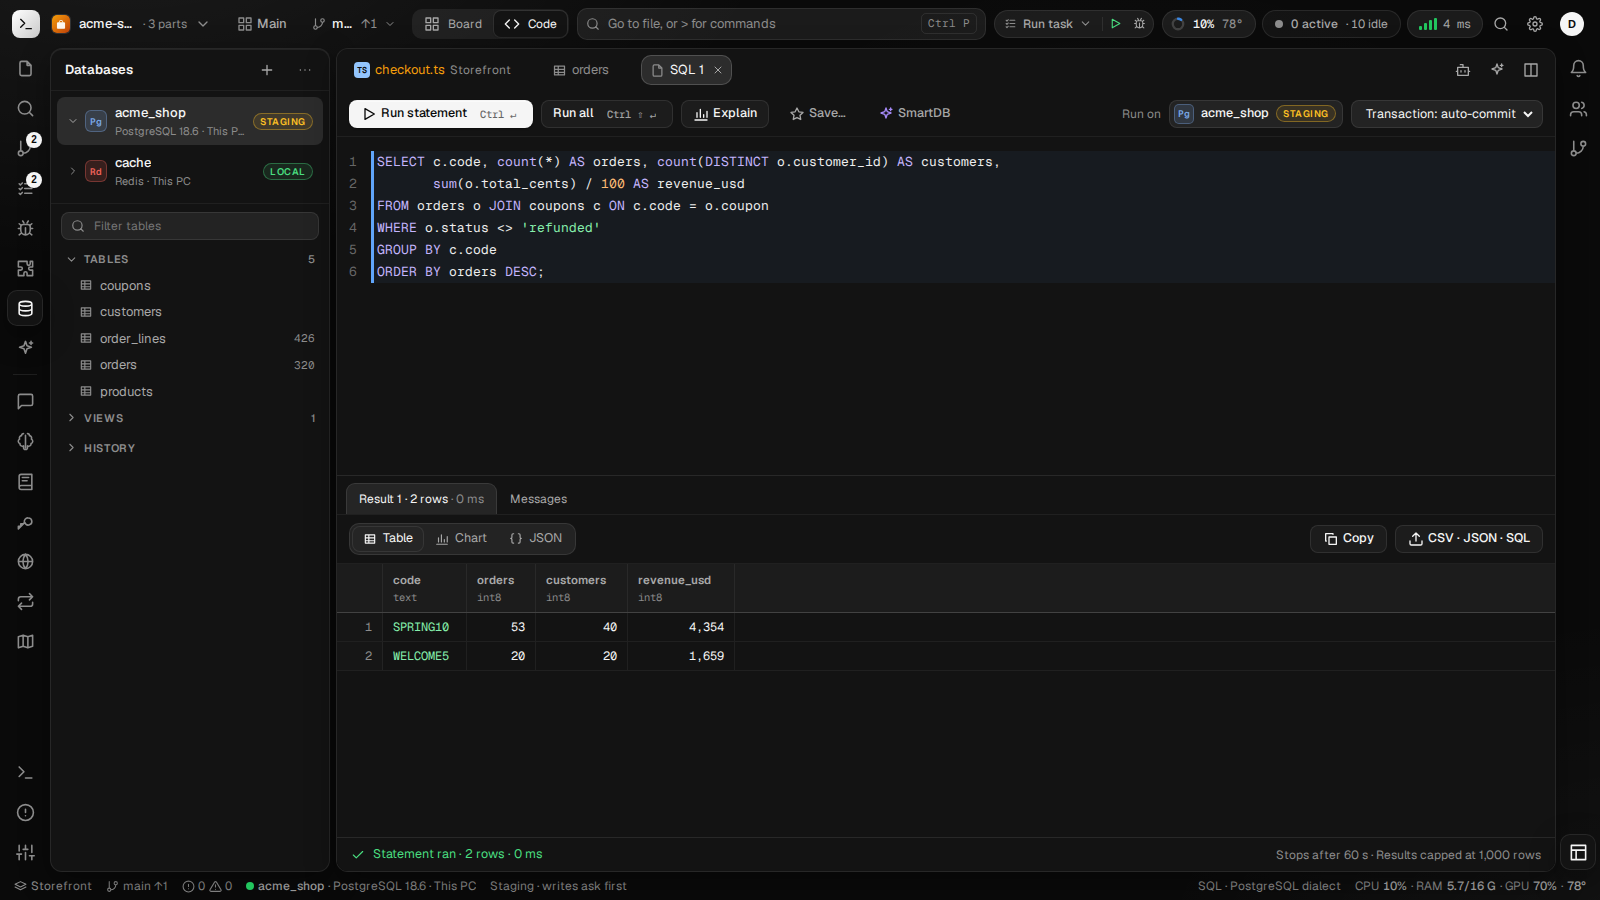 acme-s... · 3 parts
Main
m... ↑1
Board
Code
Go to file, or > for commands
Ctrl P
Run task
10% 78°
0 active · 10 idle
4 ms
D
Databases
acme_shop
PostgreSQL 18.6 · This P...
STAGING
cache
Redis · This PC
LOCAL
Pg
Rd
2
2
Filter tables
TABLES 5
coupons
customers
order_lines 426
orders 320
products
VIEWS 1
HISTORY
TS checkout.ts Storefront
orders
SQL 1
Run statement Ctrl ↵
Run all Ctrl ⇧ ↵
Explain
Save...
SmartDB
Run on
Pg acme_shop STAGING
Transaction: auto-commit
1 SELECT c.code, count(*) AS orders, count(DISTINCT o.customer_id) AS customers,
2 sum(o.total_cents) / 100 AS revenue_usd
3 FROM orders o JOIN coupons c ON c.code = o.coupon
4 WHERE o.status <> 'refunded'
5 GROUP BY c.code
6 ORDER BY orders DESC;
Result 1 · 2 rows · 0 ms
Messages
Table
Chart
JSON
Copy
CSV · JSON · SQL
code orders customers revenue_usd
text int8 int8 int8
1 SPRING10 53 40 4,354
2 WELCOME5 20 20 1,659
Statement ran · 2 rows · 0 ms
Stops after 60 s · Results capped at 1,000 rows
Storefront
main ↑1
0 0
acme_shop · PostgreSQL 18.6 · This PC
Staging · writes ask first
SQL · PostgreSQL dialect
CPU 10% · RAM 5.7/16 G · GPU 70% · 78°